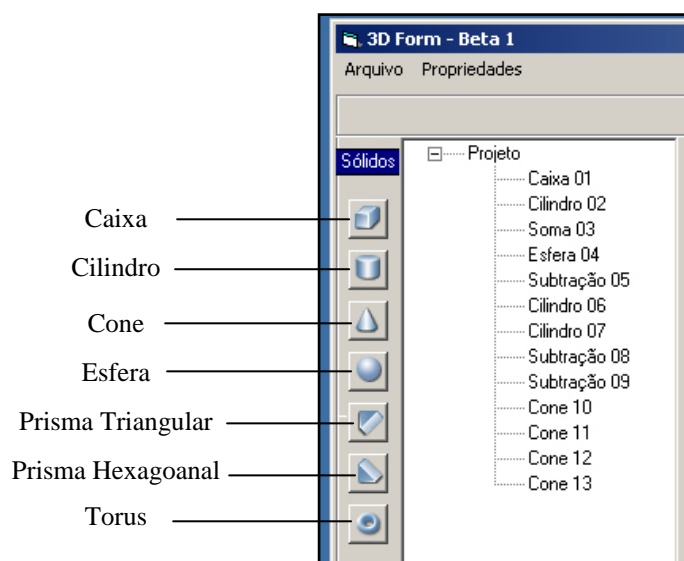 3D Form - Beta 1
Arquivo Propriedades
Sólidos
Projeto
Caixa 01
Cilindro 02
Soma 03
Esfera 04
Subtração 05
Cilindro 06
Cilindro 07
Subtração 08
Subtração 09
Cone 10
Cone 11
Cone 12
Cone 13
Caixa
Cilindro
Cone
Esfera
Prisma Triangular
Prisma Hexagoanal
Torus